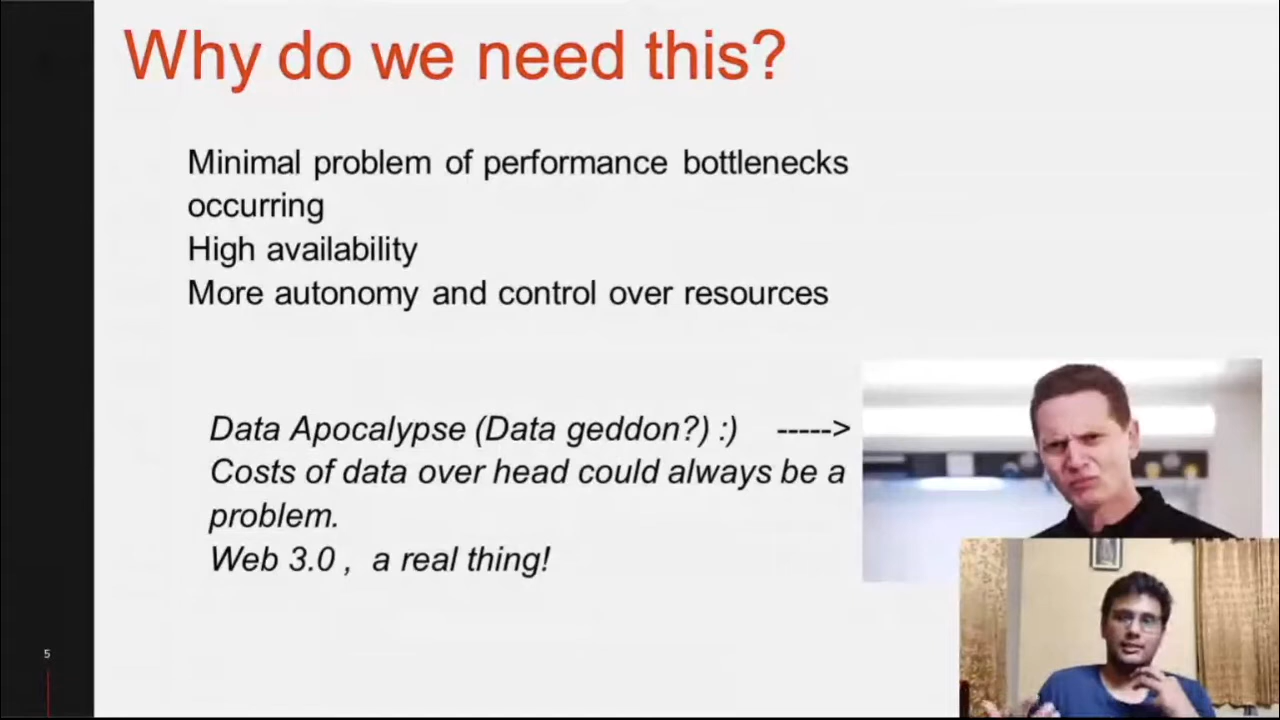 Why do we need this?
Minimal problem of performance bottlenecks
occurring
High availability
More autonomy and control over resources
Data Apocalypse (Data geddon?) :) ----->
Costs of data over head could always be a
problem.
Web 3.0 , a real thing!
5